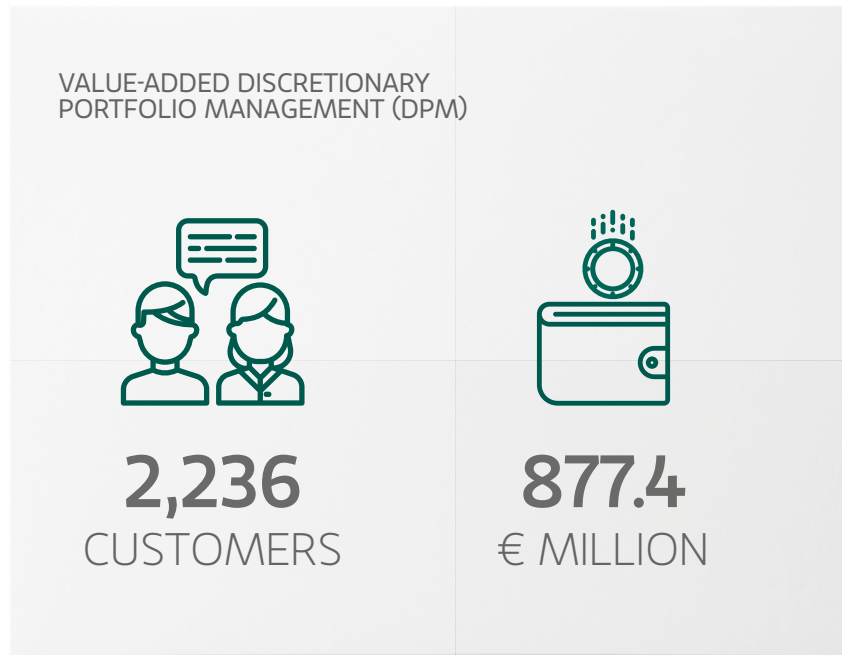 VALUE-ADDED DISCRETIONARY
PORTFOLIO MANAGEMENT (DPM)
2,236
CUSTOMERS
877.4
€ MILLION